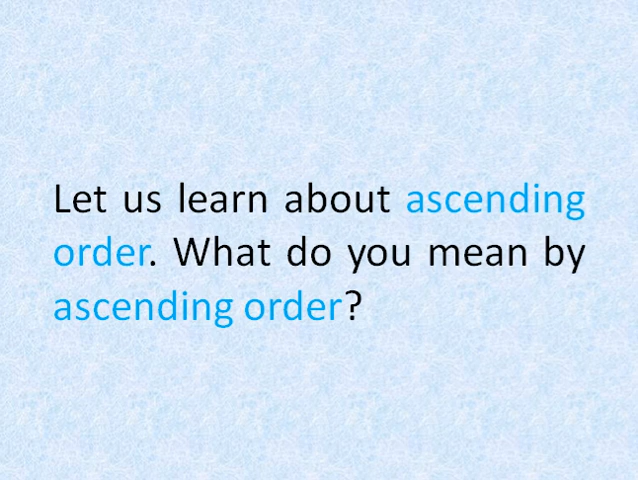 Let us learn about ascending
order. What do you mean by
ascending order?